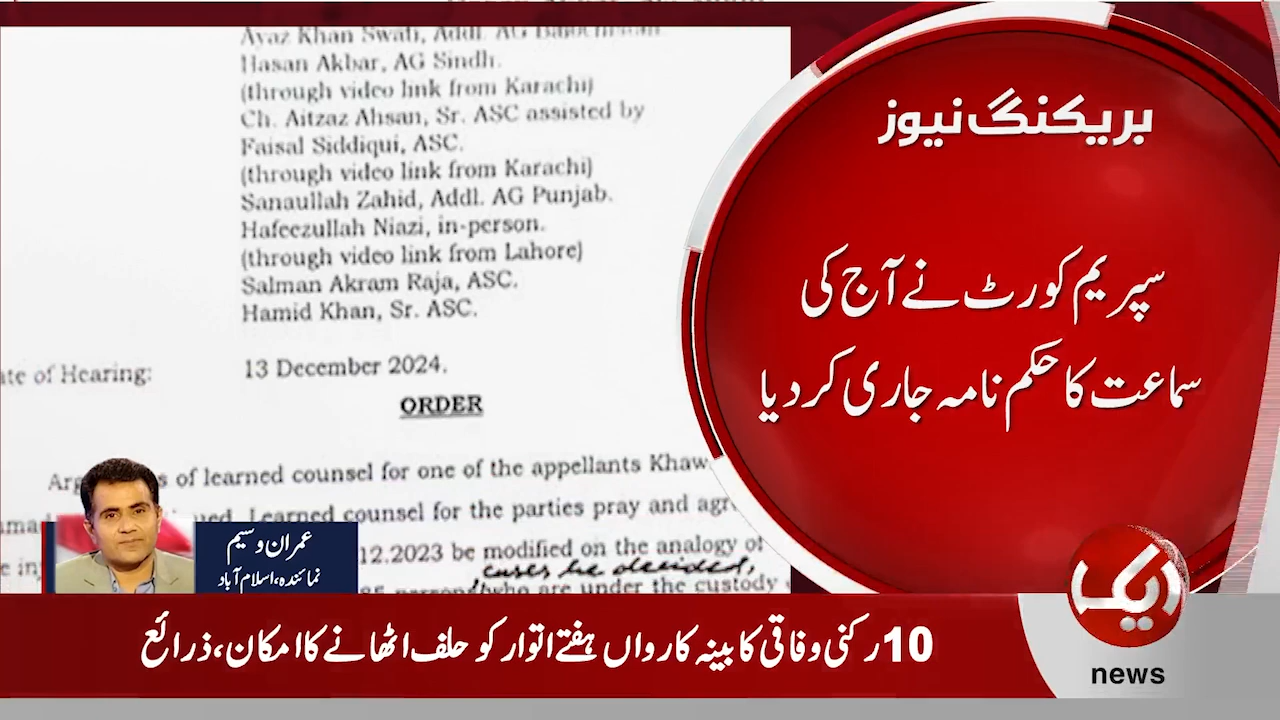 Ayaz Khan Swati, Addl. AG Balochistan.
Hasan Akbar, AG Sindh.
(through video link from Karachi)
Ch. Aitzaz Ahsan, Sr. ASC assisted by
Faisal Siddiqui, ASC.
(through video link from Karachi)
Sanaullah Zahid, Addl. AG Punjab.
Hafeezullah Niazi, in-person.
(through video link from Lahore)
Salman Akram Raja, ASC.
Hamid Khan, Sr. ASC.
ate of Hearing: 13 December 2024.
ORDER
of learned counsel for one of the appellants Khaw
Learned counsel for the parties pray and agr
12.2023 be modified on the analogy of
cases be decided,
who are under the custody
بریکنگ نیوز
سپریم کورٹ نے آج کی
سماعت کا حکم نامہ جاری کردیا
عمران وسیم
نمائندہ، اسلام آباد
10 رکنی وفاقی کابینہ کا رواں ہفتے اتوار کو حلف اٹھانے کا امکان، ذرائع
ایک
news